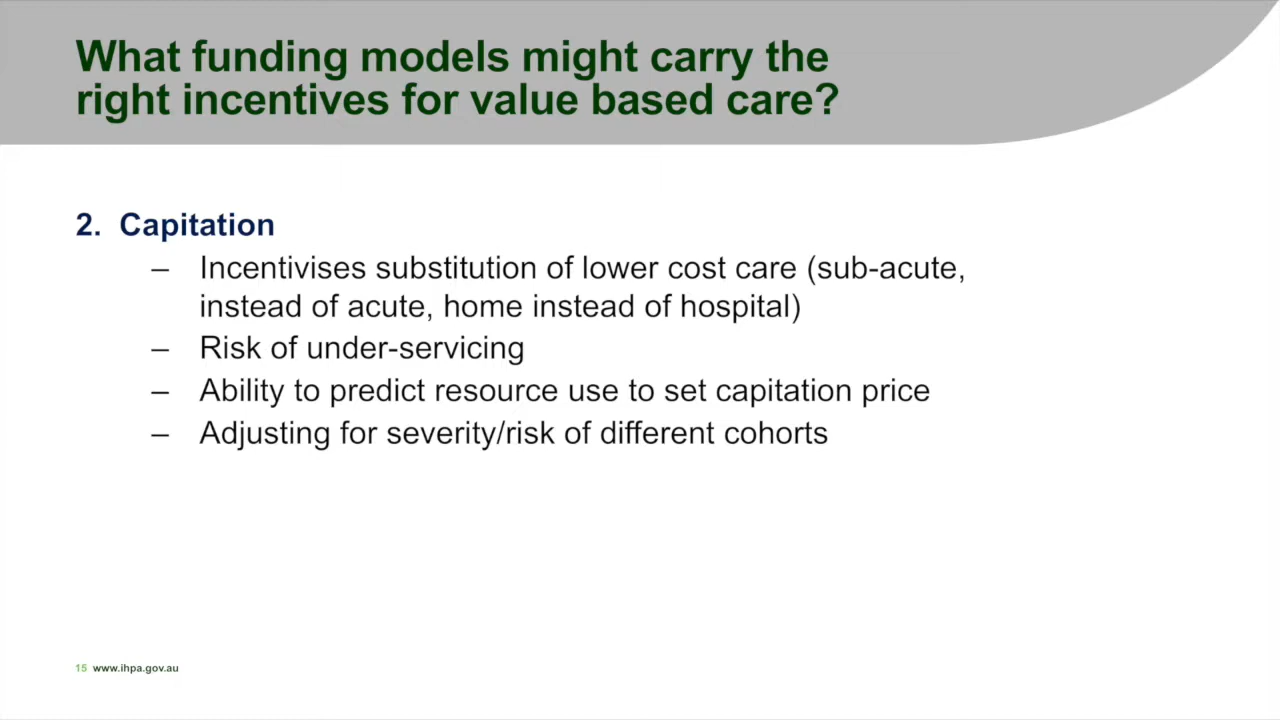 What funding models might carry the
right incentives for value based care?
2. Capitation
– Incentivises substitution of lower cost care (sub-acute,
instead of acute, home instead of hospital)
– Risk of under-servicing
– Ability to predict resource use to set capitation price
– Adjusting for severity/risk of different cohorts
15 www.ihpa.gov.au